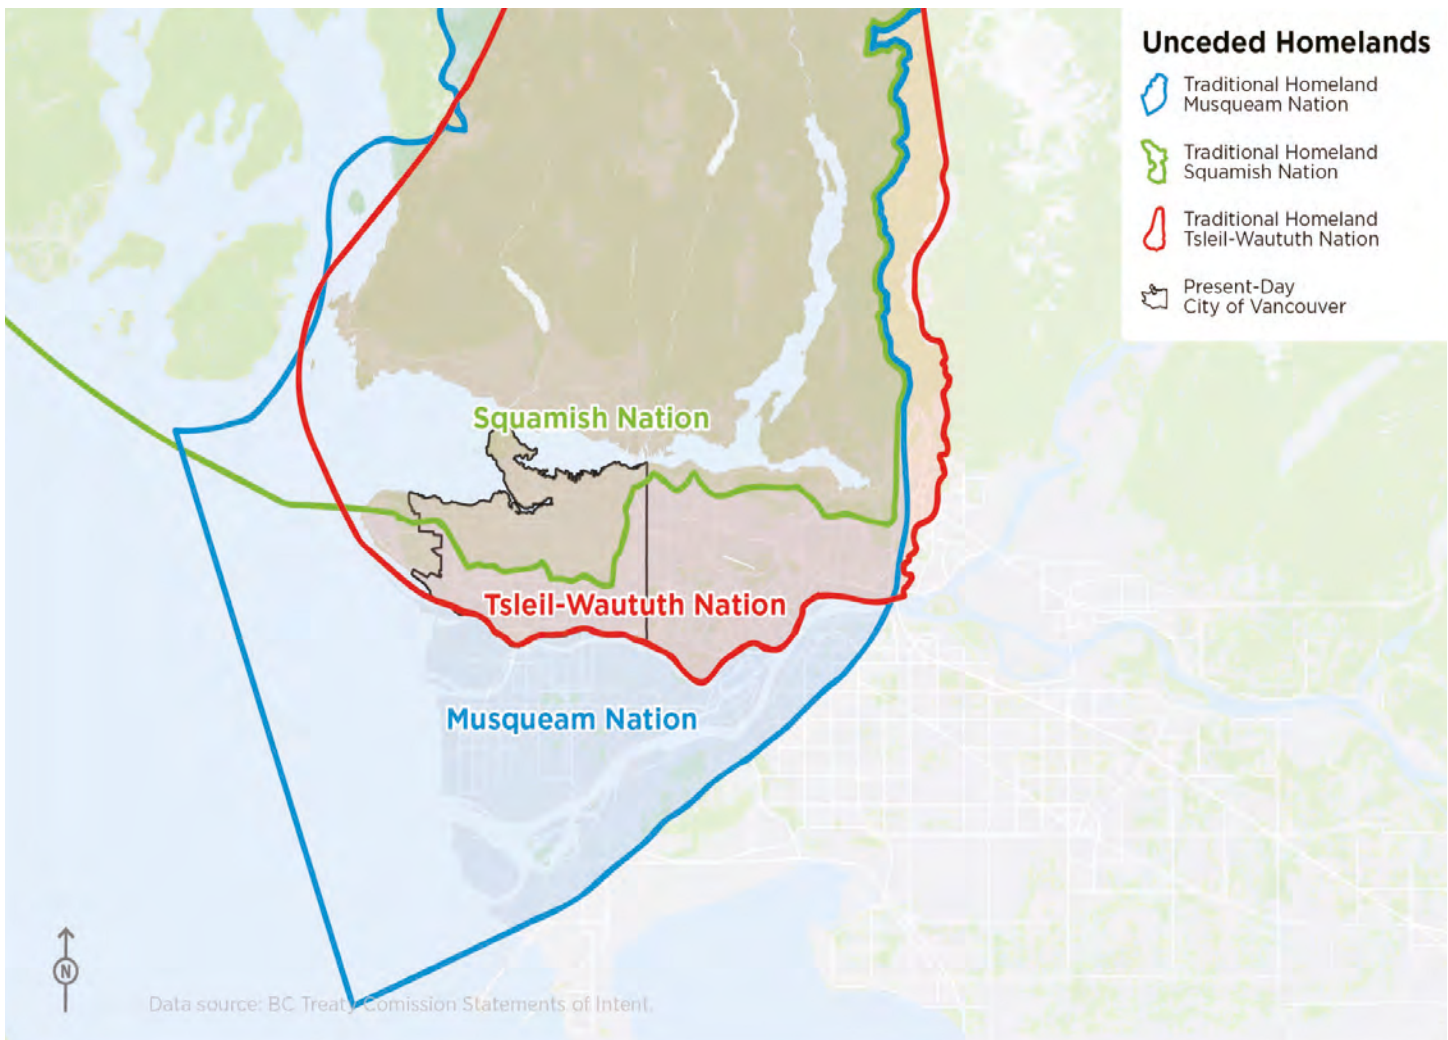 Unceded Homelands
Traditional Homeland
Musqueam Nation
Traditional Homeland
Squamish Nation
Traditional Homeland
Tsleil-Waututh Nation
Present-Day
City of Vancouver
Squamish Nation
Tsleil-Waututh Nation
Musqueam Nation
N
Data source: BC Treaty Comission Statements of Intent.